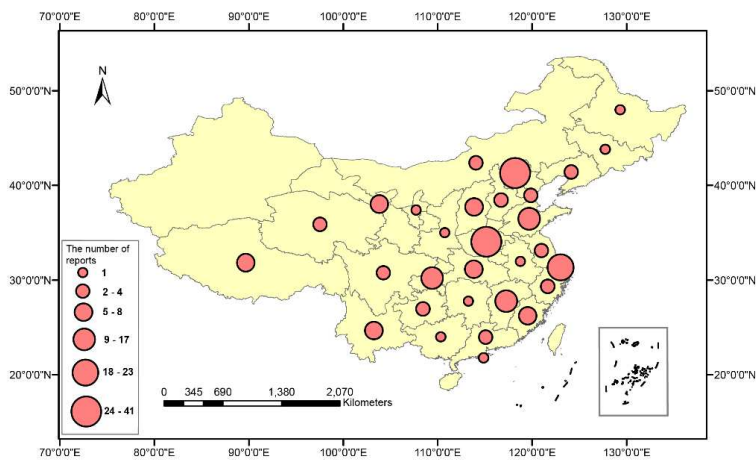 70°0'0"E 80°0'0"E 90°0'0"E 100°0'0"E 110°0'0"E 120°0'0"E 130°0'0"E
N
50°0'0"N 50°0'0"N
40°0'0"N 40°0'0"N
30°0'0"N 30°0'0"N
20°0'0"N 20°0'0"N
The number of
reports
1
2 - 4
5 - 8
9 - 17
18 - 23
24 - 41
0 345 690 1,380 2,070
Kilometers
70°0'0"E 80°0'0"E 90°0'0"E 100°0'0"E 110°0'0"E 120°0'0"E 130°0'0"E